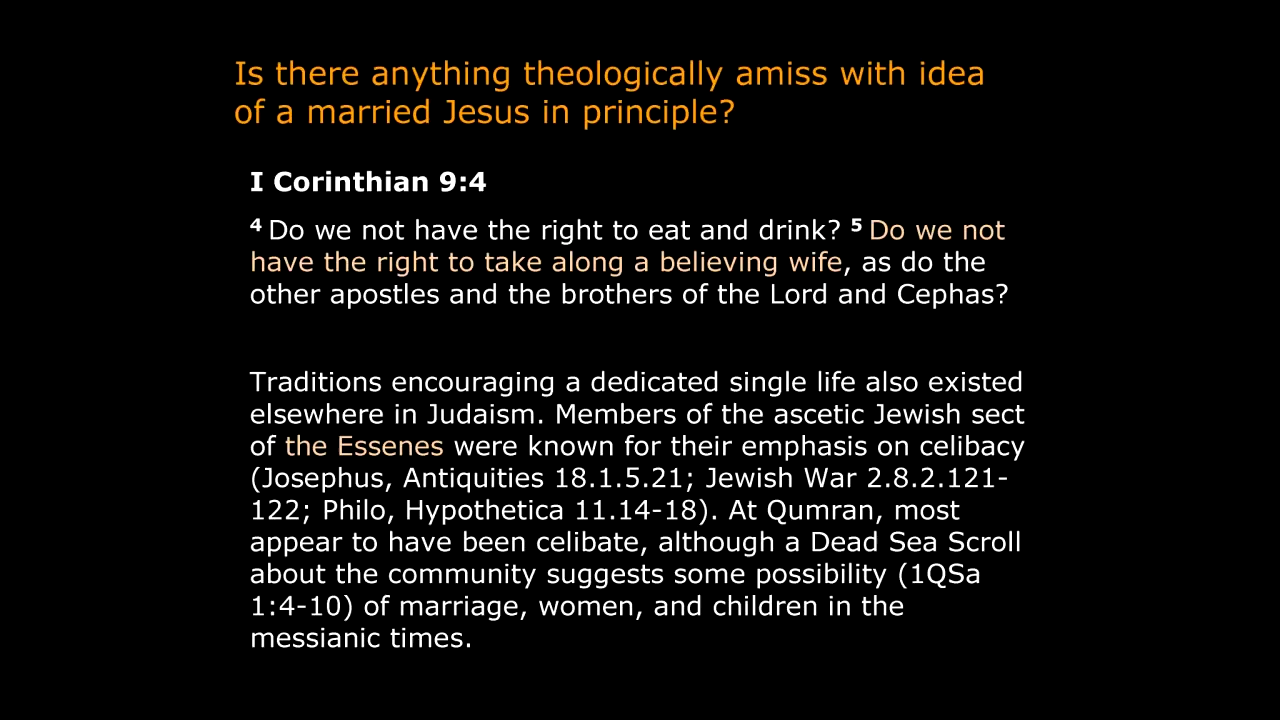 Is there anything theologically amiss with idea
of a married Jesus in principle?
I Corinthian 9:4
4 Do we not have the right to eat and drink? 5 Do we not
have the right to take along a believing wife, as do the
other apostles and the brothers of the Lord and Cephas?
Traditions encouraging a dedicated single life also existed
elsewhere in Judaism. Members of the ascetic Jewish sect
of the Essenes were known for their emphasis on celibacy
(Josephus, Antiquities 18.1.5.21; Jewish War 2.8.2.121-
122; Philo, Hypothetica 11.14-18). At Qumran, most
appear to have been celibate, although a Dead Sea Scroll
about the community suggests some possibility (1QSa
1:4-10) of marriage, women, and children in the
messianic times.